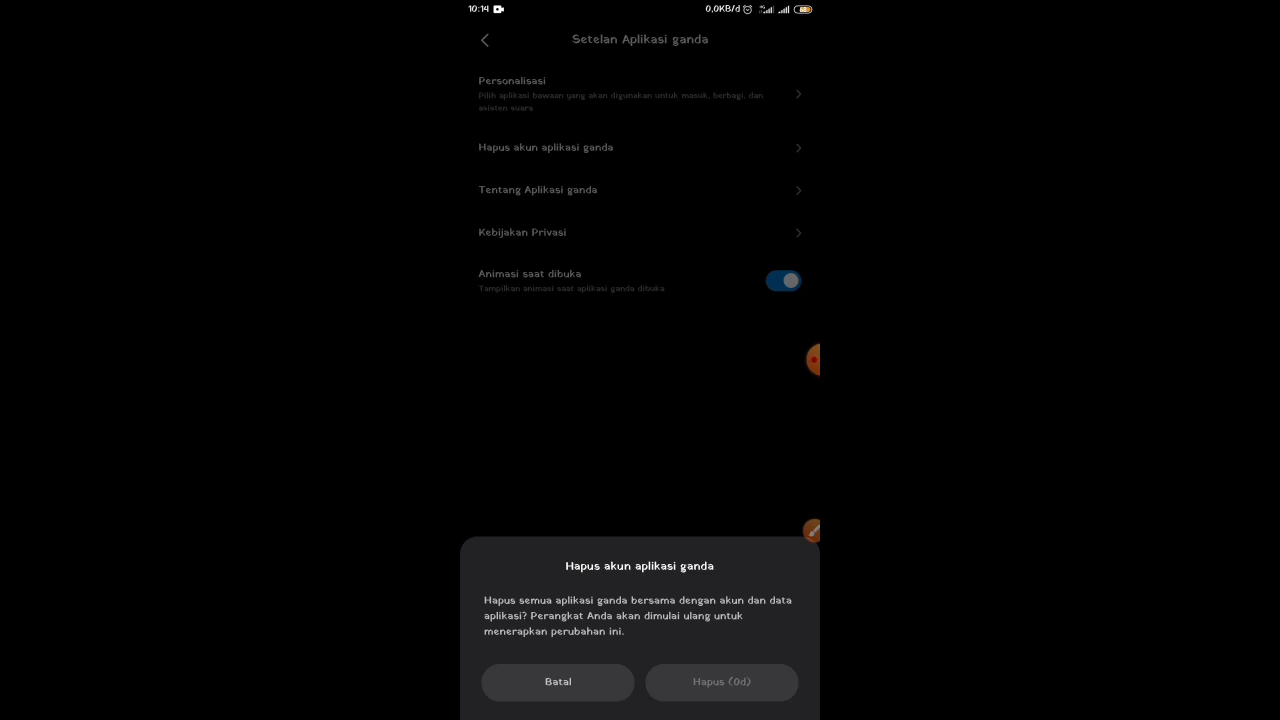 10:14
0,0KB/d
68
Setelan Aplikasi ganda
Personalisasi
Pilih aplikasi bawaan yang akan digunakan untuk masuk, berbagi, dan
asisten suara
Hapus akun aplikasi ganda
Tentang Aplikasi ganda
Kebijakan Privasi
Animasi saat dibuka
Tampilkan animasi saat aplikasi ganda dibuka
Hapus akun aplikasi ganda
Hapus semua aplikasi ganda bersama dengan akun dan data
aplikasi? Perangkat Anda akan dimulai ulang untuk
menerapkan perubahan ini.
Batal
Hapus (0d)